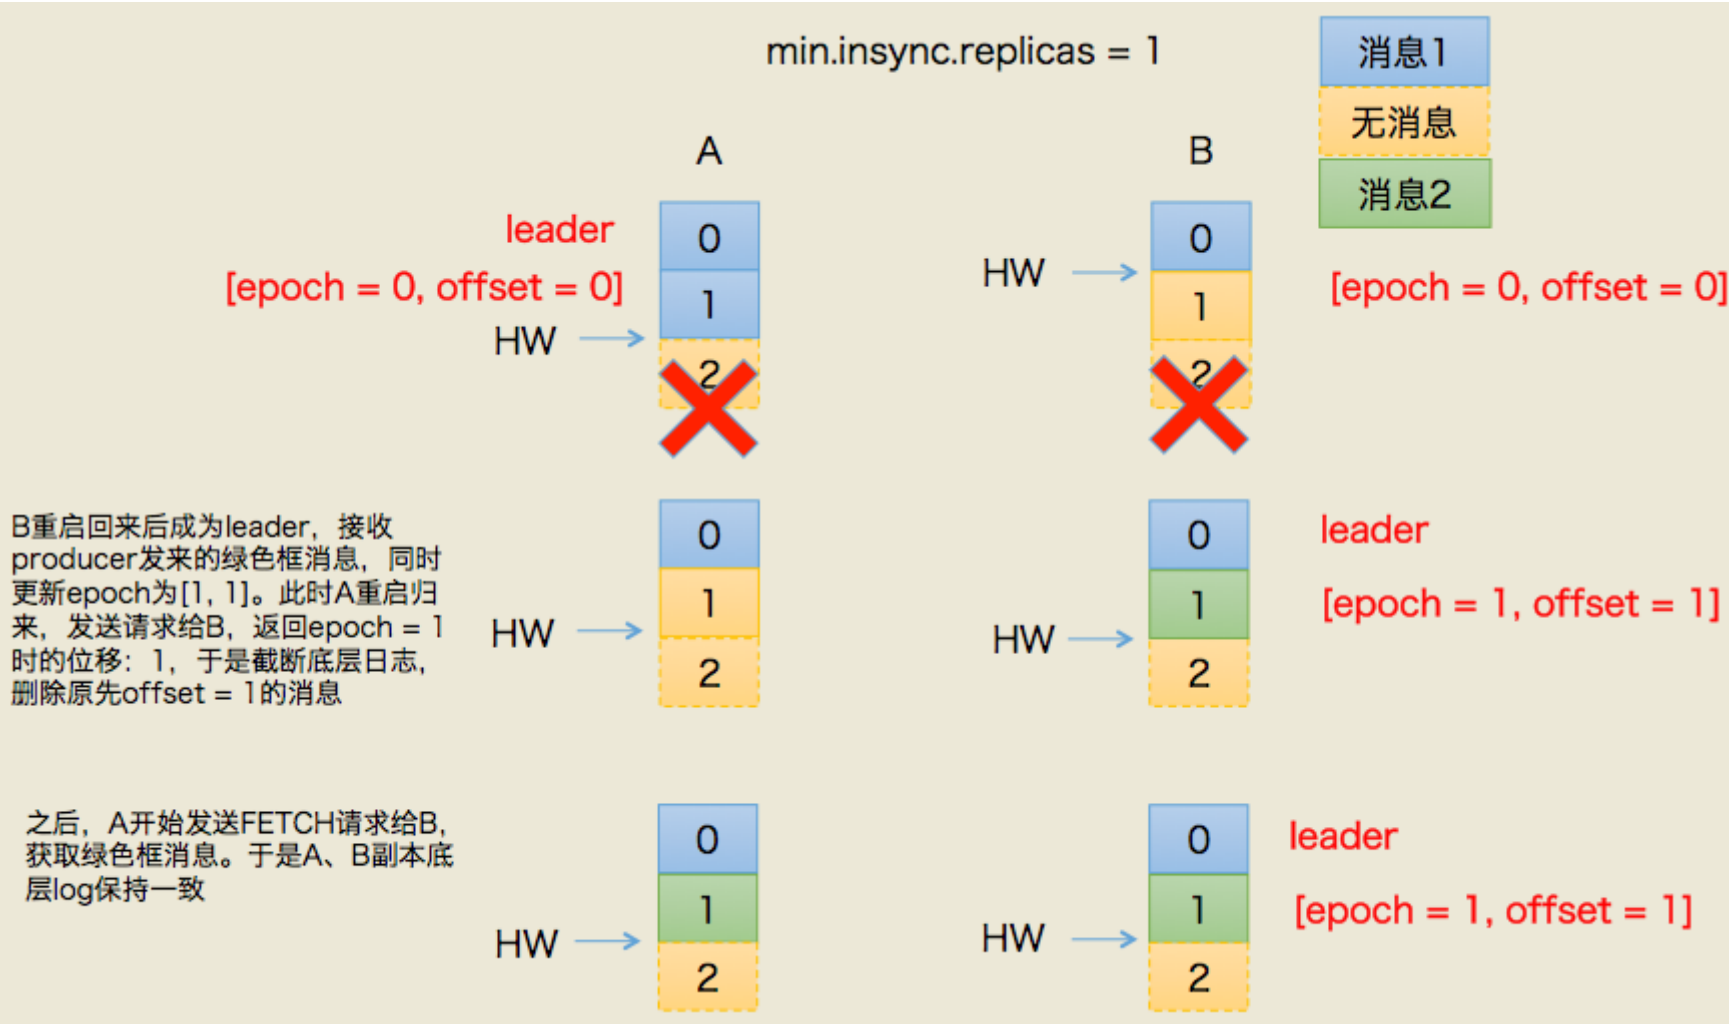 min.insync.replicas = 1
消息1
无消息
消息2
A
B
leader
[epoch = 0, offset = 0]
HW
0
1
2
HW
0
1
2
[epoch = 0, offset = 0]
B重启回来后成为leader，接收
producer发来的绿色框消息，同时
更新epoch为[1, 1]。此时A重启归
来，发送请求给B，返回epoch = 1
时的位移：1，于是截断底层日志，
删除原先offset = 1的消息
HW
0
1
2
HW
0
1
2
leader
[epoch = 1, offset = 1]
之后，A开始发送FETCH请求给B，
获取绿色框消息。于是A、B副本底
层log保持一致
HW
0
1
2
HW
0
1
2
leader
[epoch = 1, offset = 1]